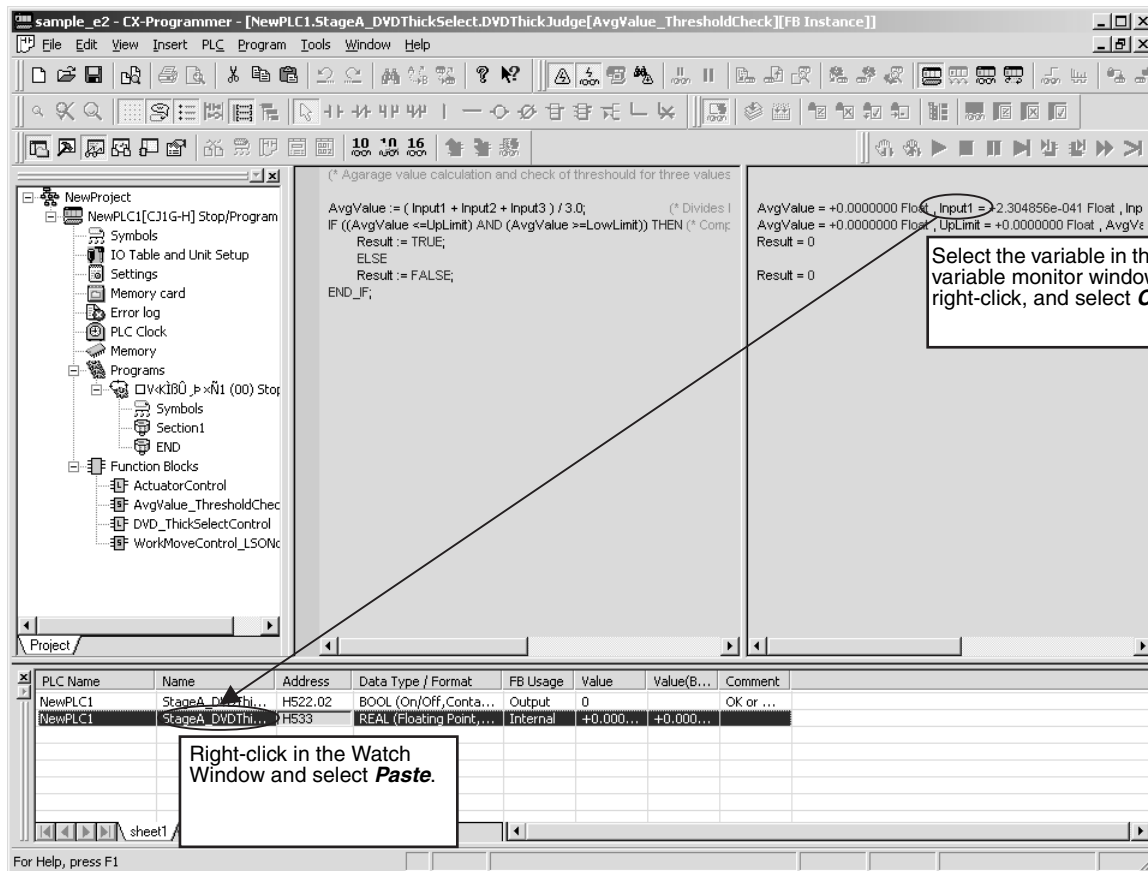 sample_e2 - CX-Programmer - [NewPLC1.StageA_DVDThickSelect.DVDThickJudge[AvgValue_ThresholdCheck][FB Instance]]
File Edit View Insert PLC Program Tools Window Help
10 10 16
NewProject
NewPLC1[CJ1G-H] Stop/Program
Symbols
IO Table and Unit Setup
Settings
Memory card
Error log
PLC Clock
Memory
Programs
(00) Stop
Symbols
Section1
END
Function Blocks
ActuatorControl
AvgValue_ThresholdChec
DVD_ThickSelectControl
WorkMoveControl_LSONo
Project
(* Agarage value calculation and check of threshould for three values
AvgValue := ( Input1 + Input2 + Input3 ) / 3.0; (* Divides I
IF ((AvgValue <=UpLimit) AND (AvgValue >=LowLimit)) THEN (* Comp
Result := TRUE;
ELSE
Result := FALSE;
END_IF;
AvgValue = +0.0000000 Float , Input1 = +2.304856e-041 Float , Inp
AvgValue = +0.0000000 Float , UpLimit = +0.0000000 Float , AvgVa
Result = 0
Result = 0
Select the variable in th
variable monitor window
right-click, and select C
PLC Name Name Address Data Type / Format FB Usage Value Value(B... Comment
NewPLC1 StageA_DVDThi... H522.02 BOOL (On/Off,Conta... Output 0 OK or ...
NewPLC1 StageA_DVDThi... H533 REAL (Floating Point,... Internal +0.000... +0.000...
Right-click in the Watch
Window and select Paste.
sheet1
For Help, press F1